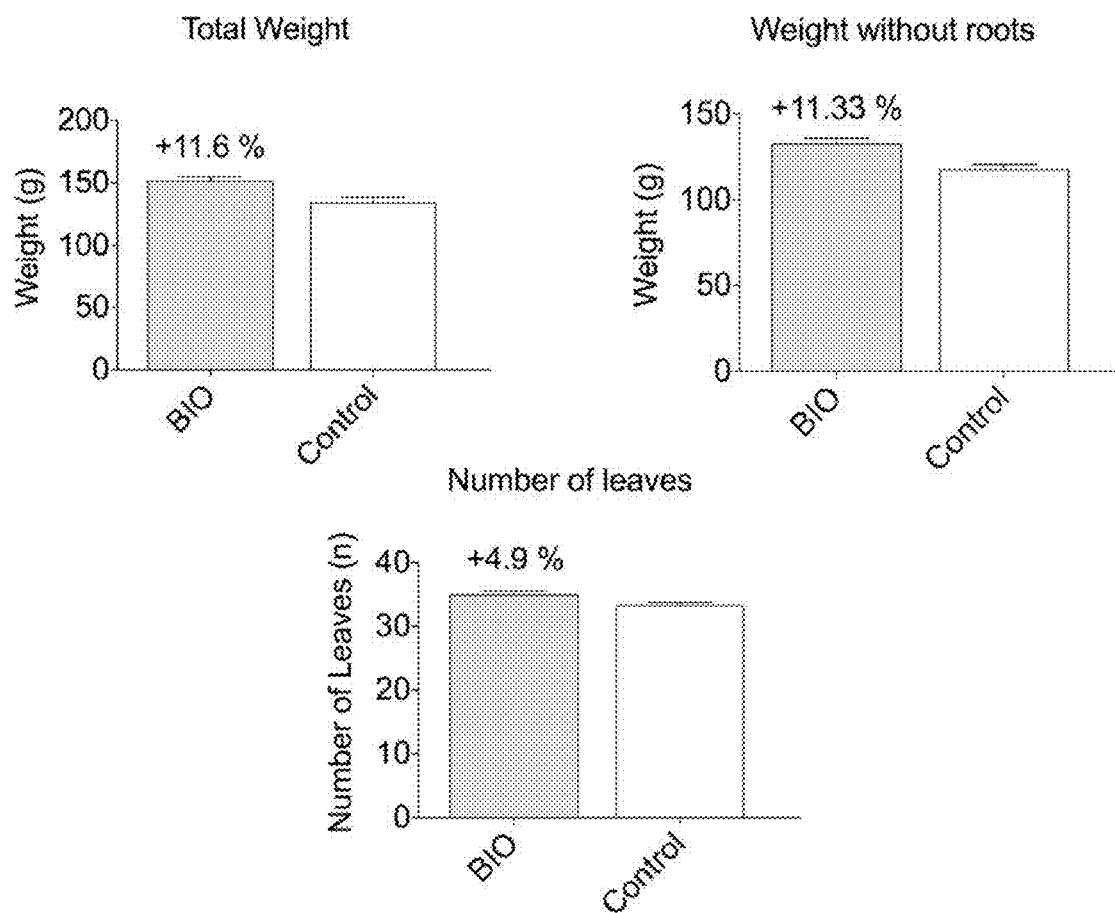 Total Weight
Weight (g)
200
150
100
50
0
+11.6 %
BIO
Control
Weight without roots
Weight (g)
150
100
50
0
+11.33 %
BIO
Control
Number of leaves
Number of Leaves (n)
40
30
20
10
0
+4.9 %
BIO
Control